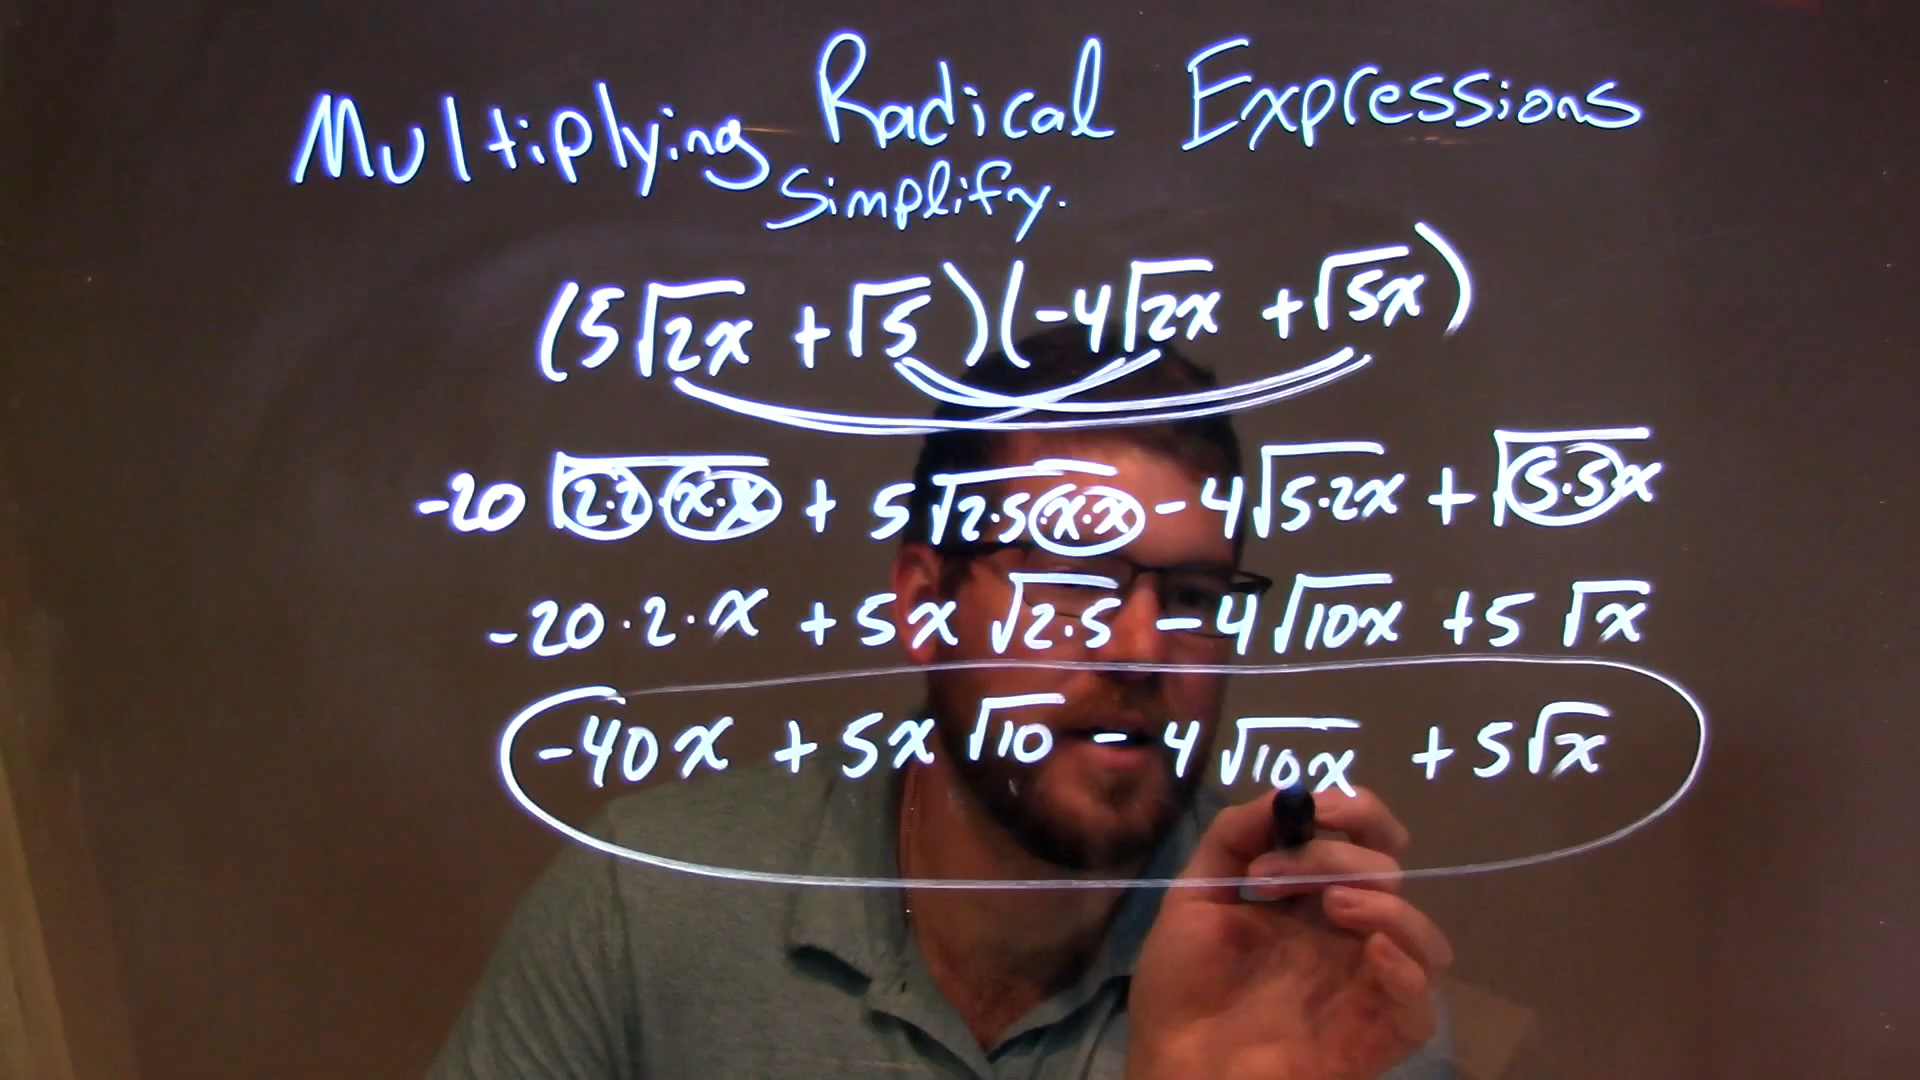 Multiplying Radical Expressions
Simplify.
(5√2x + √5)(-4√2x + √5x)
-20 √2·2·x·x + 5√2·5·x·x - 4√5·2x + √5·5x
-20·2·x + 5x √2·5 - 4√10x + 5 √x
-40x + 5x √10 - 4 √10x + 5√x